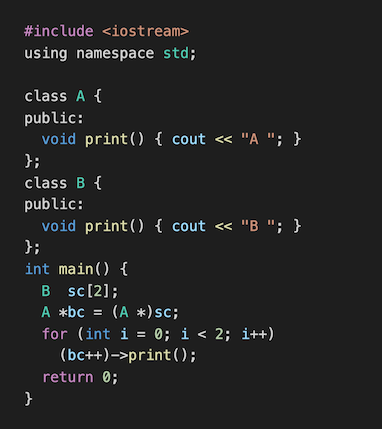 #include <iostream>
using namespace std;

class A {
public:
  void print() { cout << "A "; }
};
class B {
public:
  void print() { cout << "B "; }
};
int main() {
  B  sc[2];
  A *bc = (A *)sc;
  for (int i = 0; i < 2; i++)
    (bc++)->print();
  return 0;
}